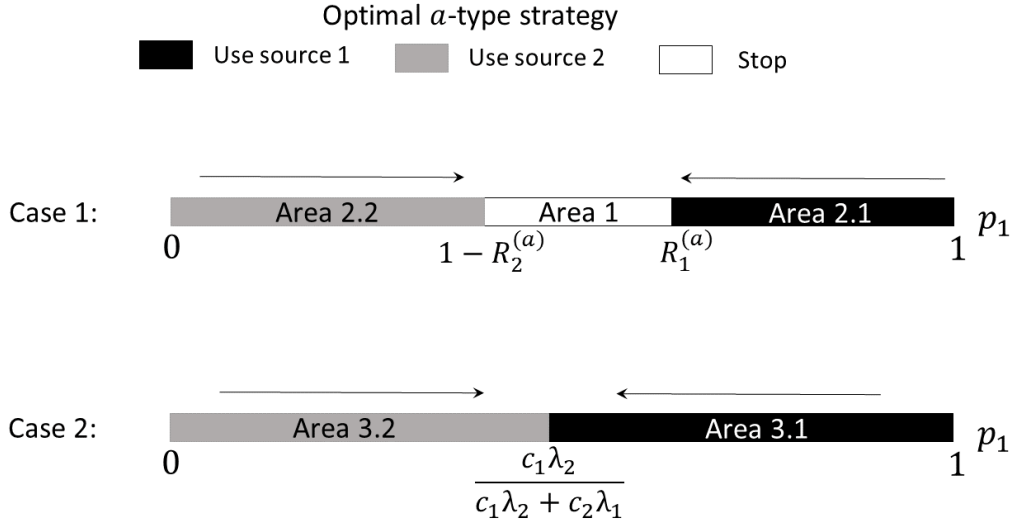 Optimal a-type strategy
Use source 1 Use source 2 Stop
Case 1: Area 2.2 Area 1 Area 2.1 p₁
0 1 − R₂⁽ᵃ⁾ R₁⁽ᵃ⁾ 1
Case 2: Area 3.2 Area 3.1 p₁
0 1
c₁λ₂
c₁λ₂ + c₂λ₁